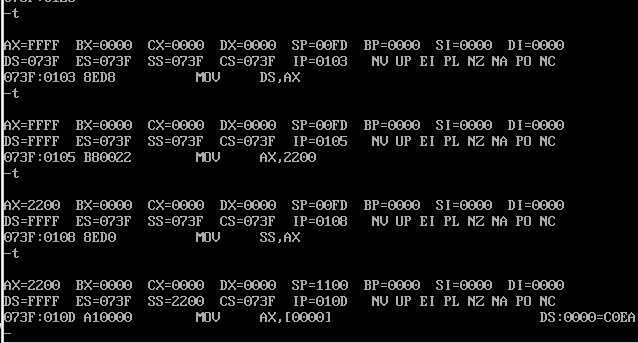 -t
AX=FFFF  BX=0000  CX=0000  DX=0000  SP=00FD  BP=0000  SI=0000  DI=0000
DS=073F  ES=073F  SS=073F  CS=073F  IP=0103   NV UP EI PL NZ NA PO NC
073F:0103 8ED8          MOV     DS,AX
-t
AX=FFFF  BX=0000  CX=0000  DX=0000  SP=00FD  BP=0000  SI=0000  DI=0000
DS=FFFF  ES=073F  SS=073F  CS=073F  IP=0105   NV UP EI PL NZ NA PO NC
073F:0105 B80022        MOV     AX,2200
-t
AX=2200  BX=0000  CX=0000  DX=0000  SP=00FD  BP=0000  SI=0000  DI=0000
DS=FFFF  ES=073F  SS=073F  CS=073F  IP=0108   NV UP EI PL NZ NA PO NC
073F:0108 8ED0          MOV     SS,AX
-t
AX=2200  BX=0000  CX=0000  DX=0000  SP=1100  BP=0000  SI=0000  DI=0000
DS=FFFF  ES=073F  SS=2200  CS=073F  IP=010D   NV UP EI PL NZ NA PO NC
073F:010D A10000        MOV     AX,[0000]                          DS:0000=C0EA
-